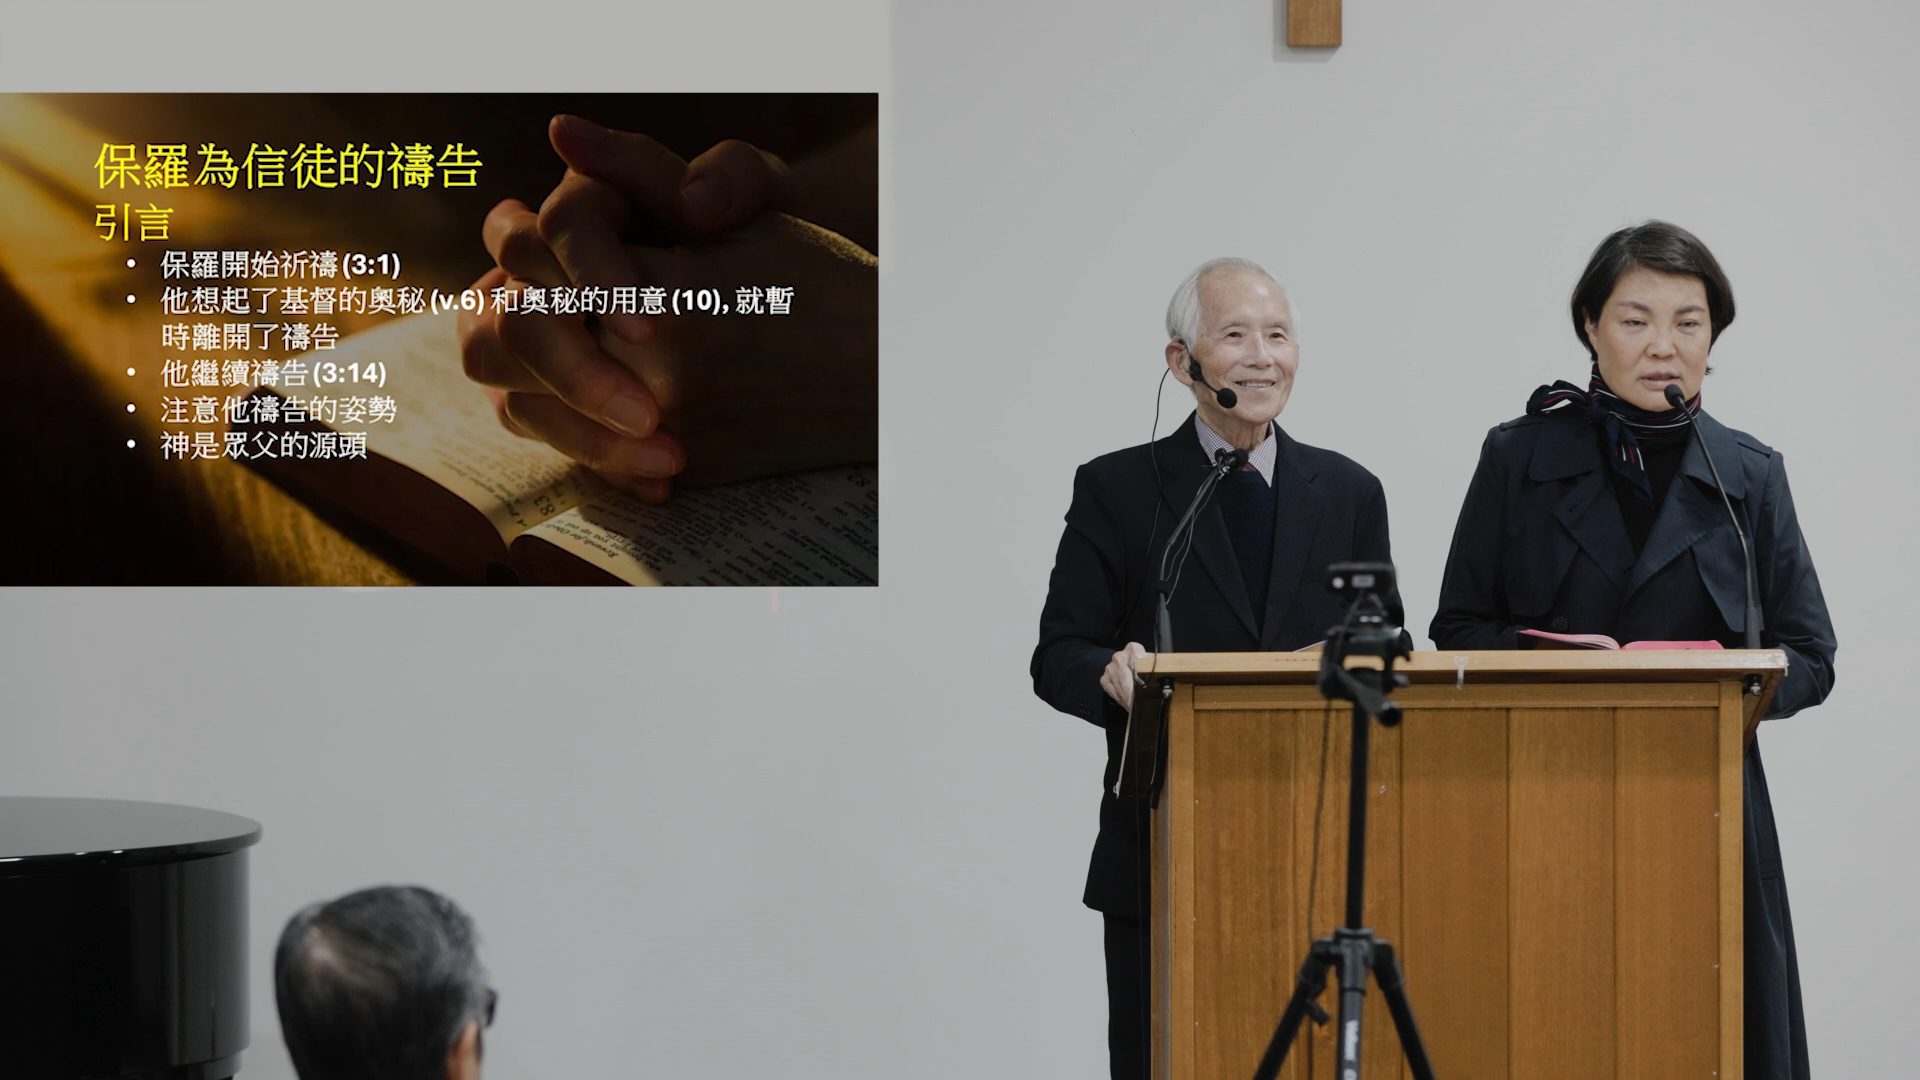 保羅為信徒的禱告
引言
• 保羅開始祈禱 (3:1)
• 他想起了基督的奧秘 (v.6) 和奧秘的用意 (10), 就暫
時離開了禱告
• 他繼續禱告 (3:14)
• 注意他禱告的姿勢
• 神是眾父的源頭